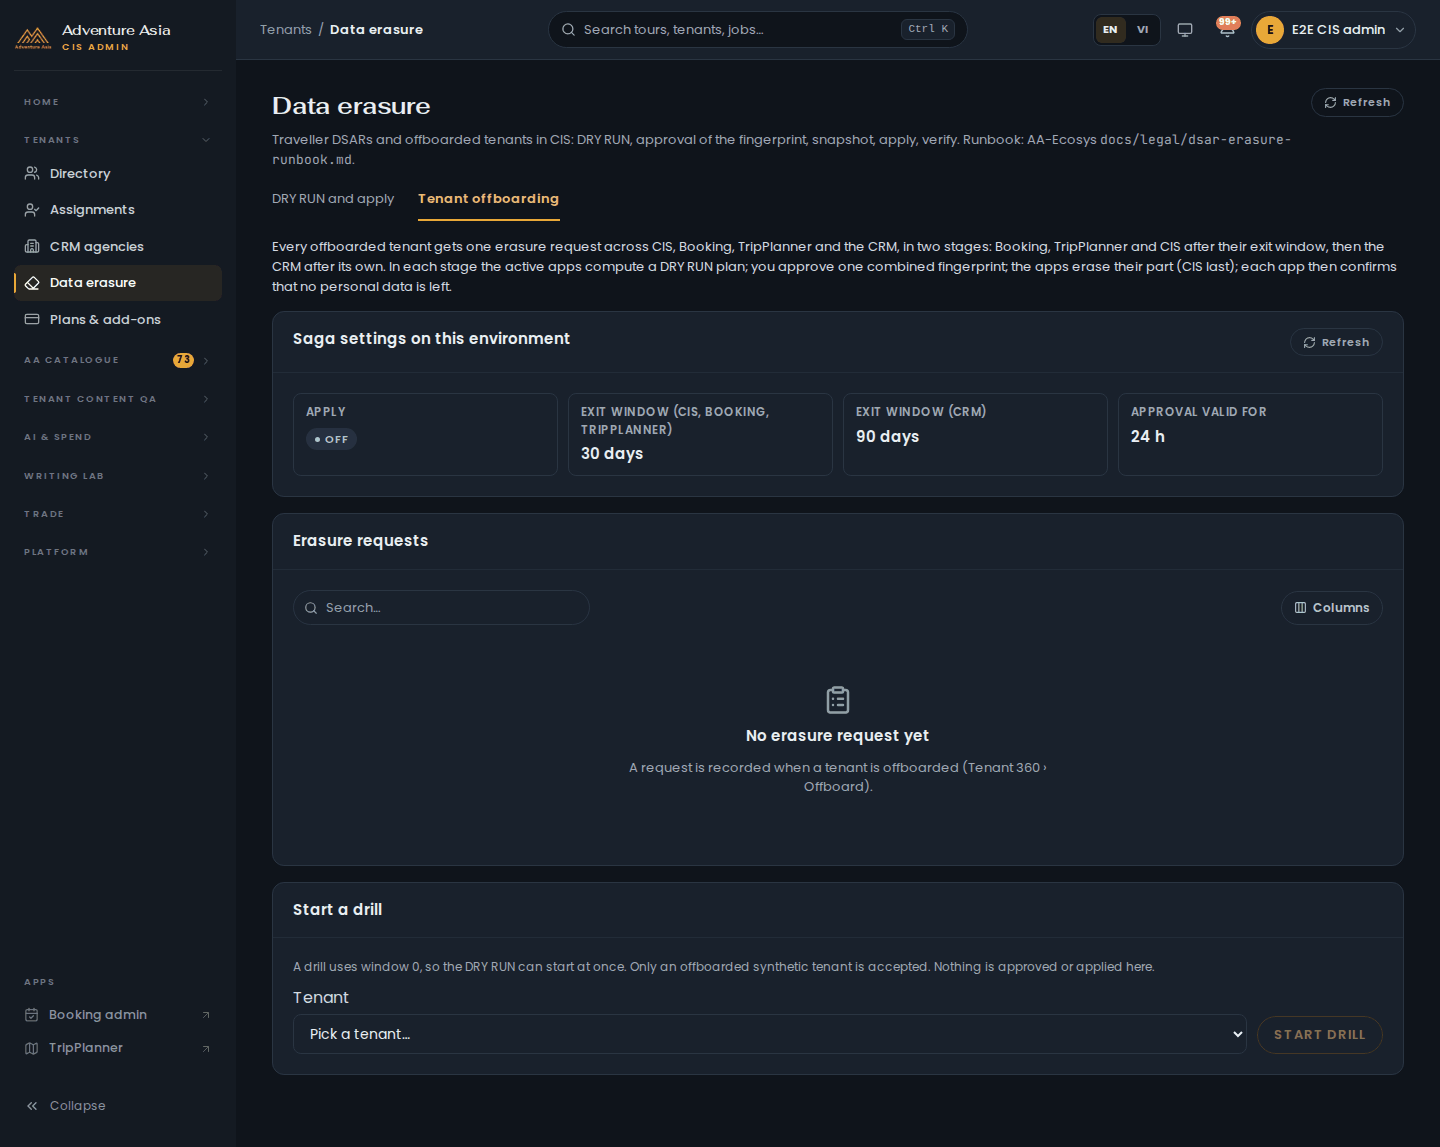 Adventure Asia
CIS ADMIN
Adventure Asia
HOME
TENANTS
Directory
Assignments
CRM agencies
Data erasure
Plans & add-ons
AA CATALOGUE 73
TENANT CONTENT QA
AI & SPEND
WRITING LAB
TRADE
PLATFORM
APPS
Booking admin
TripPlanner
Collapse
Tenants / Data erasure
Search tours, tenants, jobs...
Ctrl K
EN VI
99+
E E2E CIS admin
Data erasure
Refresh
Traveller DSARs and offboarded tenants in CIS: DRY RUN, approval of the fingerprint, snapshot, apply, verify. Runbook: AA-Ecosys docs/legal/dsar-erasure-
runbook.md.
DRY RUN and apply
Tenant offboarding
Every offboarded tenant gets one erasure request across CIS, Booking, TripPlanner and the CRM, in two stages: Booking, TripPlanner and CIS after their exit window, then the
CRM after its own. In each stage the active apps compute a DRY RUN plan; you approve one combined fingerprint; the apps erase their part (CIS last); each app then confirms
that no personal data is left.
Saga settings on this environment
Refresh
APPLY
OFF
EXIT WINDOW (CIS, BOOKING,
TRIPPLANNER)
30 days
EXIT WINDOW (CRM)
90 days
APPROVAL VALID FOR
24 h
Erasure requests
Search...
Columns
No erasure request yet
A request is recorded when a tenant is offboarded (Tenant 360 ›
Offboard).
Start a drill
A drill uses window 0, so the DRY RUN can start at once. Only an offboarded synthetic tenant is accepted. Nothing is approved or applied here.
Tenant
Pick a tenant...
START DRILL